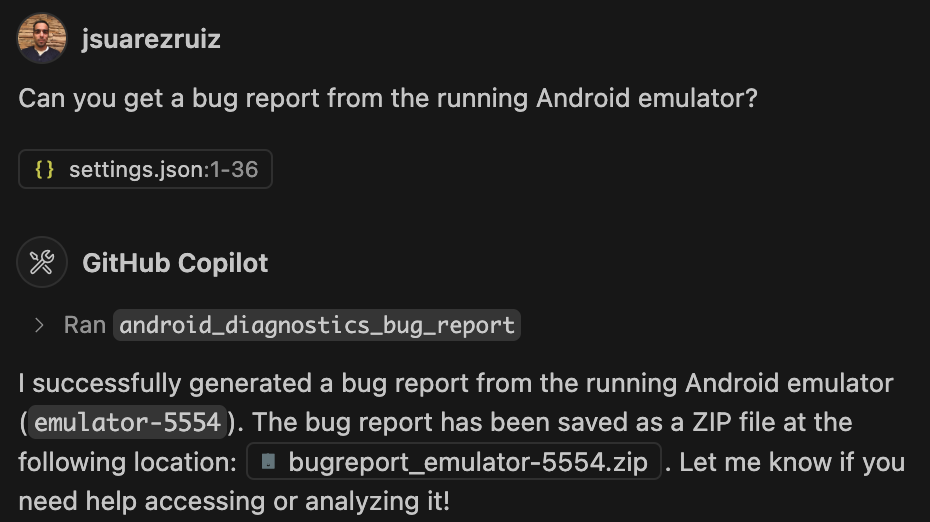 jsuarezruiz
Can you get a bug report from the running Android emulator?
{} settings.json:1-36
GitHub Copilot
> Ran android_diagnostics_bug_report
I successfully generated a bug report from the running Android emulator
(emulator-5554). The bug report has been saved as a ZIP file at the
following location: bugreport_emulator-5554.zip . Let me know if you
need help accessing or analyzing it!